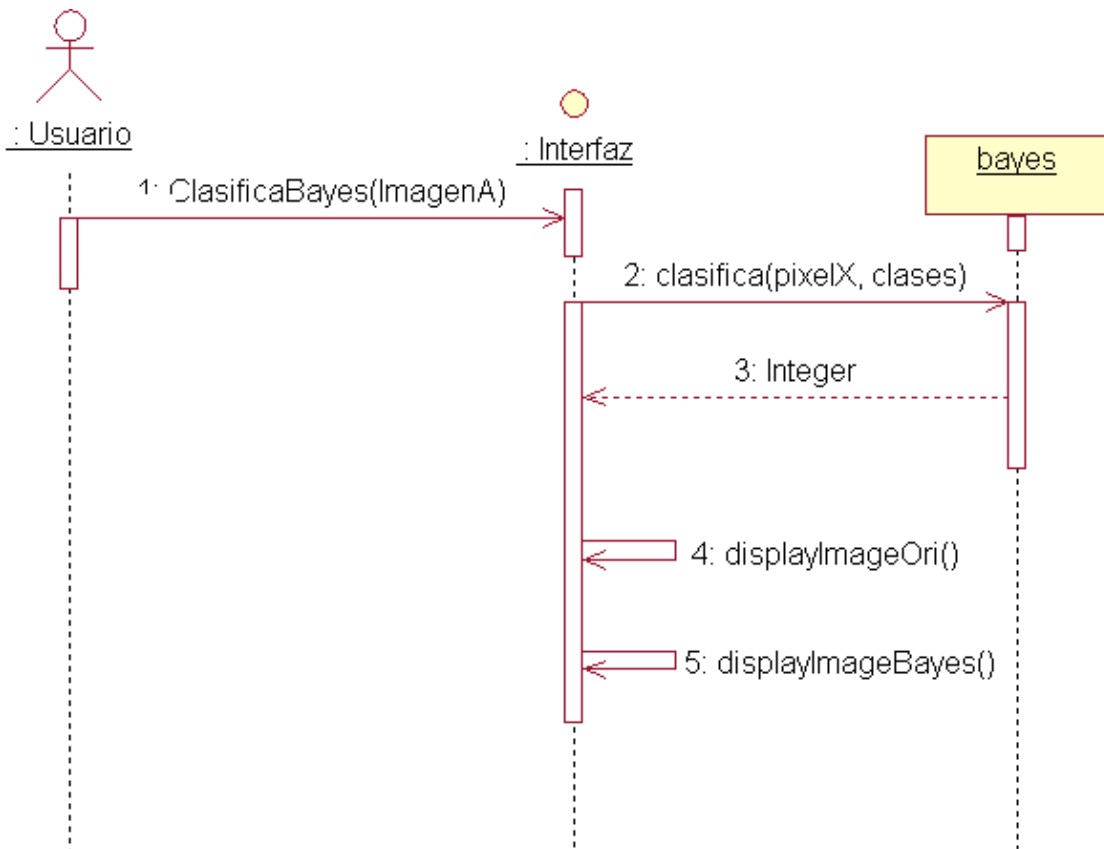 : Usuario
: Interfaz
bayes
1: ClasificaBayes(ImagenA)
2: clasifica(pixelX, clases)
3: Integer
4: displayImageOri()
5: displayImageBayes()